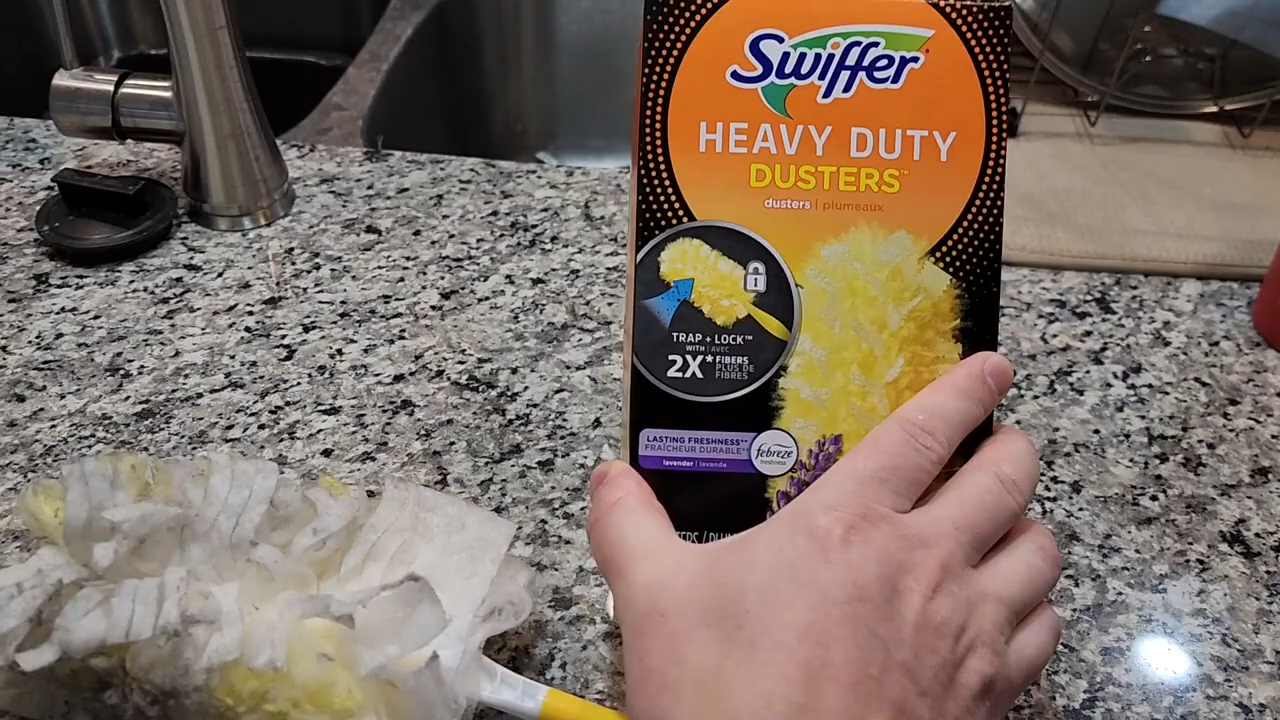 Swiffer
HEAVY DUTY
DUSTERS™
dusters | plumeaux
TRAP + LOCK™
WITH | AVEC
2X* FIBERS
PLUS DE
FIBRES
LASTING FRESHNESS**
FRAÎCHEUR DURABLE**
lavender | lavande
febreze
freshness